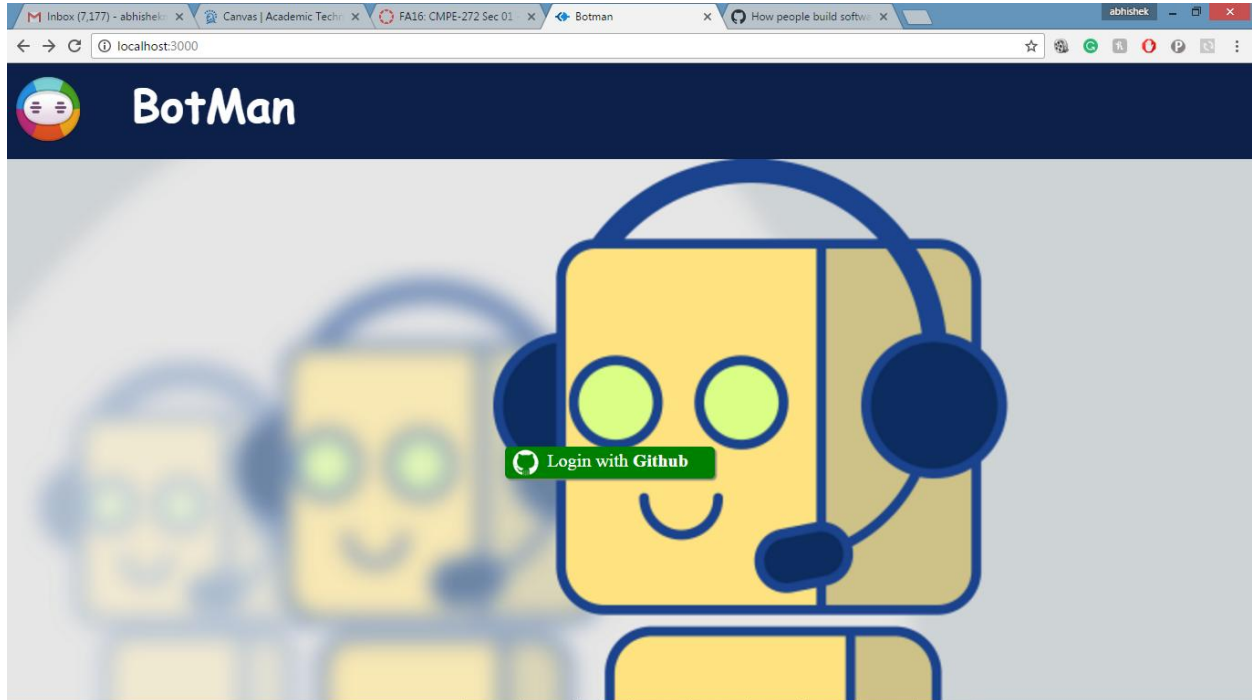 Inbox (7,177) - abhishek
Canvas | Academic Techn
FA16: CMPE-272 Sec 01 -
Botman
How people build softwa
abhishek
localhost:3000
BotMan
Login with Github